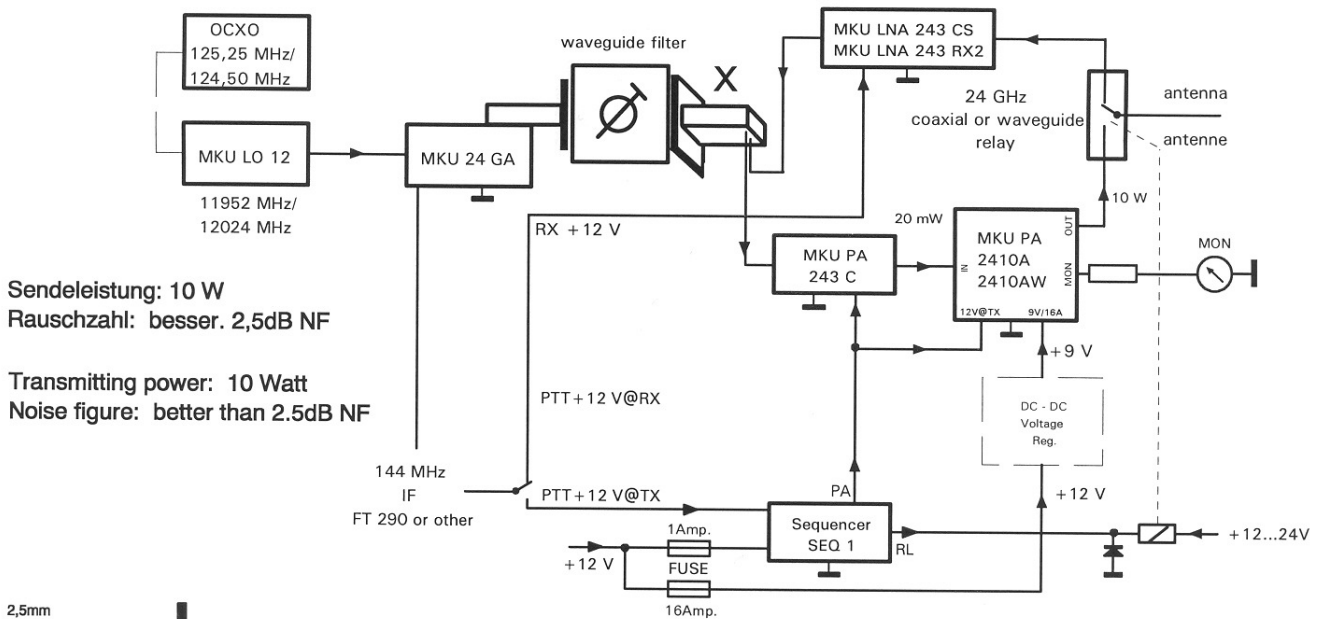 OCXO
125,25 MHz/
124,50 MHz
MKU LO 12
11952 MHz/
12024 MHz
MKU 24 GA
waveguide filter
X
MKU LNA 243 CS
MKU LNA 243 RX2
24 GHz
coaxial or waveguide
relay
antenna
antenne
RX +12 V
20 mW
10 W
MKU PA
243 C
MKU PA
2410A
2410AW
IN
OUT
MON
12V@TX
9V/16A
MON
+9 V
Sendeleistung: 10 W
Rauschzahl: besser. 2,5dB NF
Transmitting power: 10 Watt
Noise figure: better than 2.5dB NF
PTT+12 V@RX
DC - DC
Voltage
Reg.
144 MHz
IF
FT 290 or other
PTT+12 V@TX
PA
+12 V
1Amp.
Sequencer
SEQ 1
RL
+12...24V
+12 V
FUSE
16Amp.
2,5mm